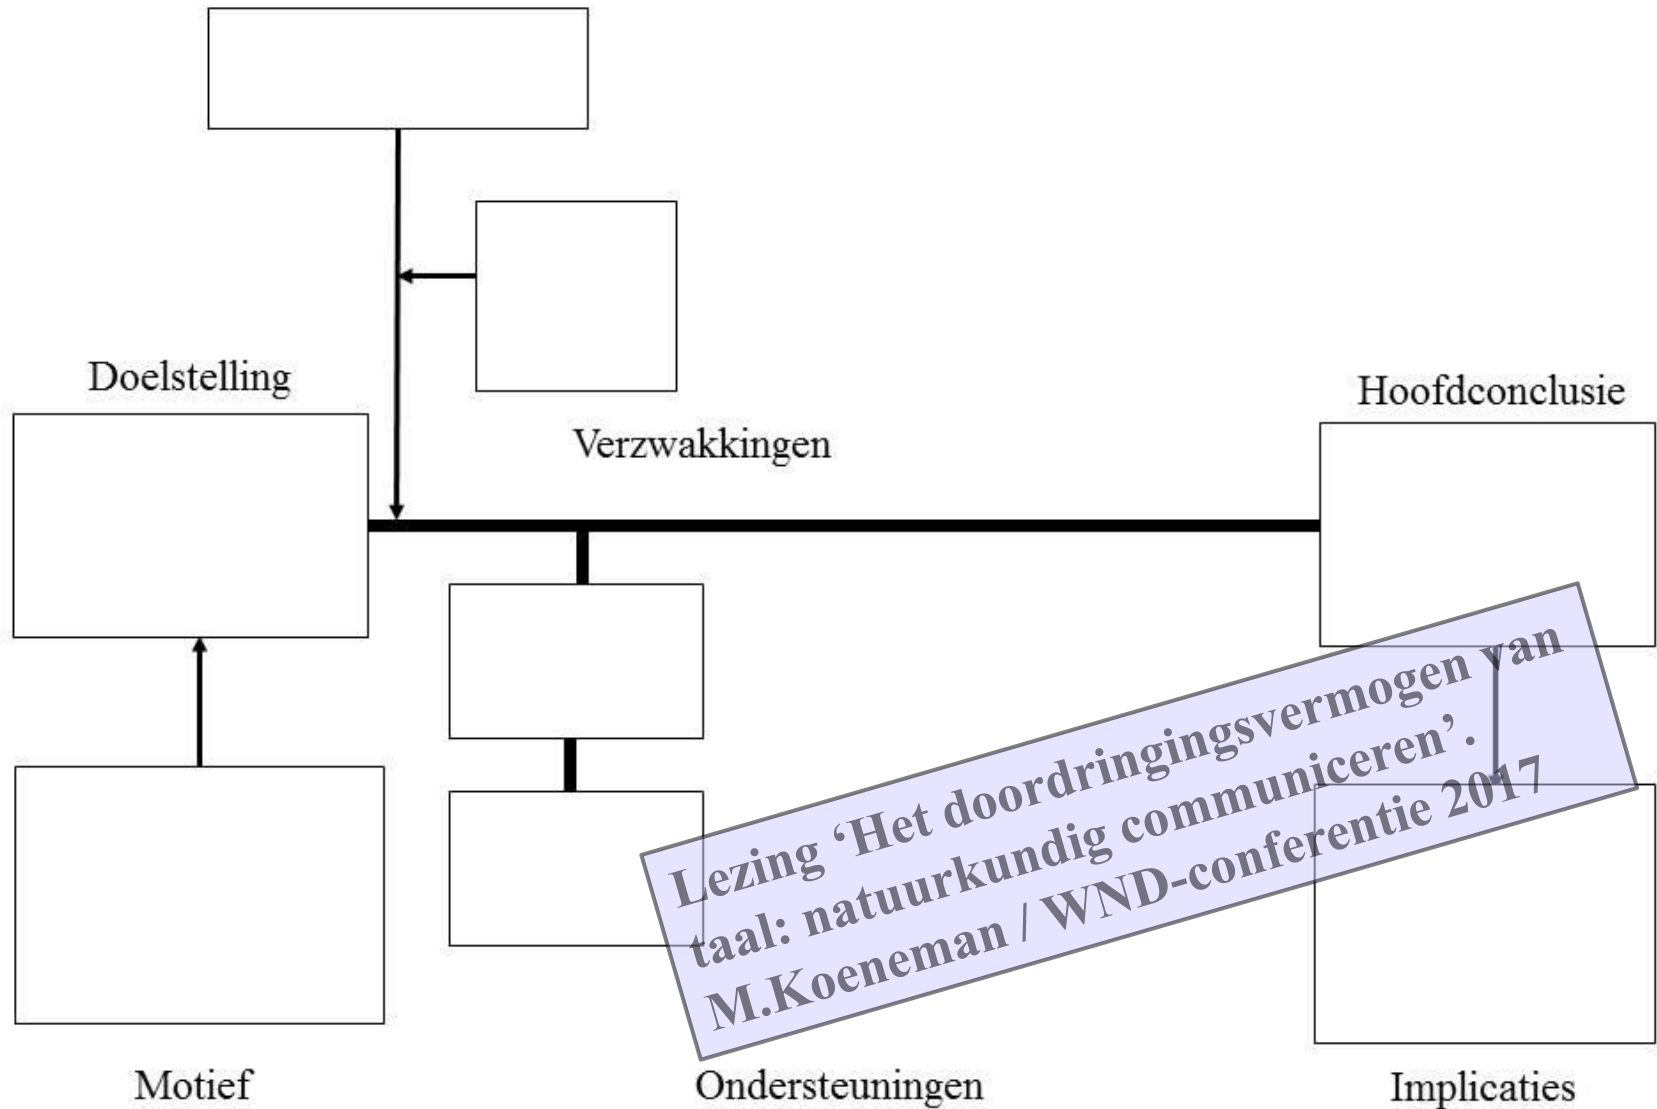 Doelstelling
Hoofdconclusie
Verzwakkingen
Lezing ‘Het doordringingsvermogen van
taal: natuurkundig communiceren’.
M.Koeneman / WND-conferentie 2017
Motief
Ondersteuningen
Implicaties